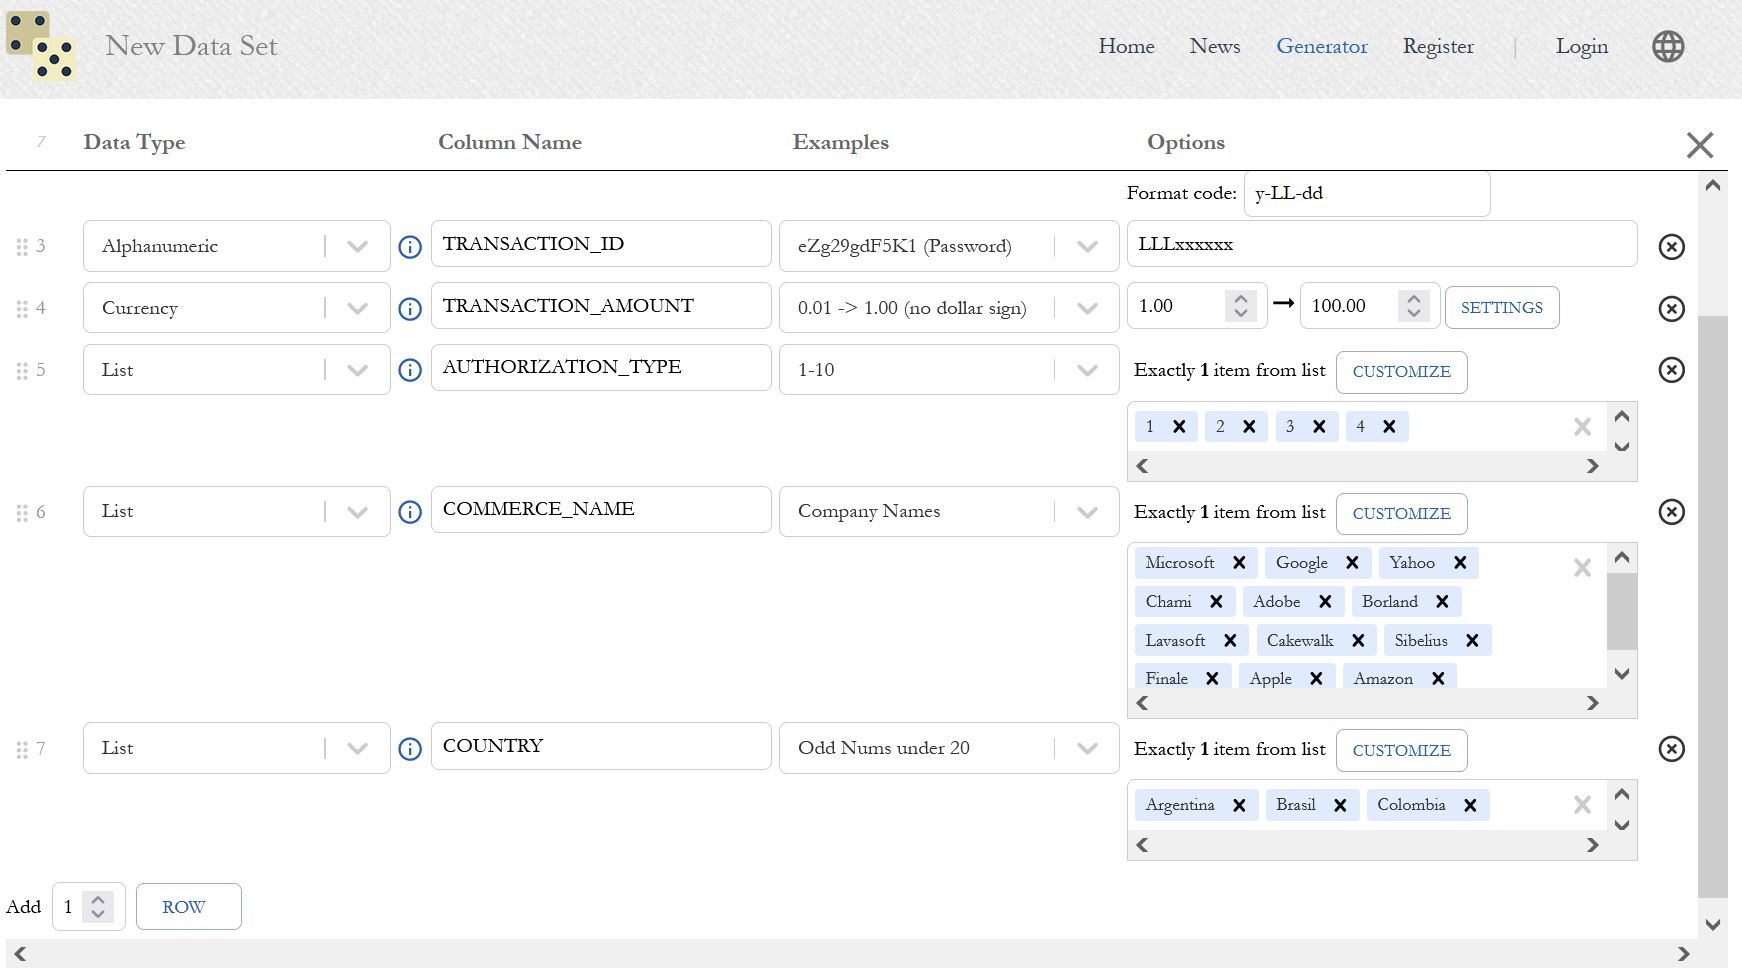 New Data Set
Home News Generator Register | Login
7 Data Type Column Name Examples Options
Format code: y-LL-dd
3 Alphanumeric TRANSACTION_ID eZg29gdF5K1 (Password) LLLxxxxxx
4 Currency TRANSACTION_AMOUNT 0.01 -> 1.00 (no dollar sign) 1.00 → 100.00 SETTINGS
5 List AUTHORIZATION_TYPE 1-10 Exactly 1 item from list CUSTOMIZE
1 2 3 4
6 List COMMERCE_NAME Company Names Exactly 1 item from list CUSTOMIZE
Microsoft Google Yahoo
Chami Adobe Borland
Lavasoft Cakewalk Sibelius
Finale Apple Amazon
7 List COUNTRY Odd Nums under 20 Exactly 1 item from list CUSTOMIZE
Argentina Brasil Colombia
Add 1 ROW